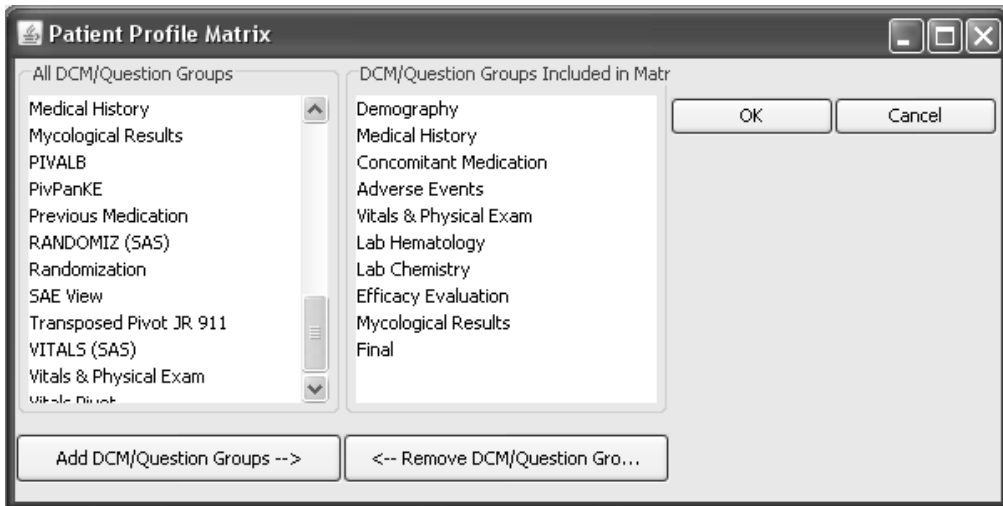 Patient Profile Matrix
All DCM/Question Groups
Medical History
Mycological Results
PIVALB
PivPanKE
Previous Medication
RANDOMIZ (SAS)
Randomization
SAE View
Transposed Pivot JR 911
VITALS (SAS)
Vitals & Physical Exam
Vitals Pivot
Add DCM/Question Groups -->
DCM/Question Groups Included in Matr
Demography
Medical History
Concomitant Medication
Adverse Events
Vitals & Physical Exam
Lab Hematology
Lab Chemistry
Efficacy Evaluation
Mycological Results
Final
<-- Remove DCM/Question Gro...
OK
Cancel